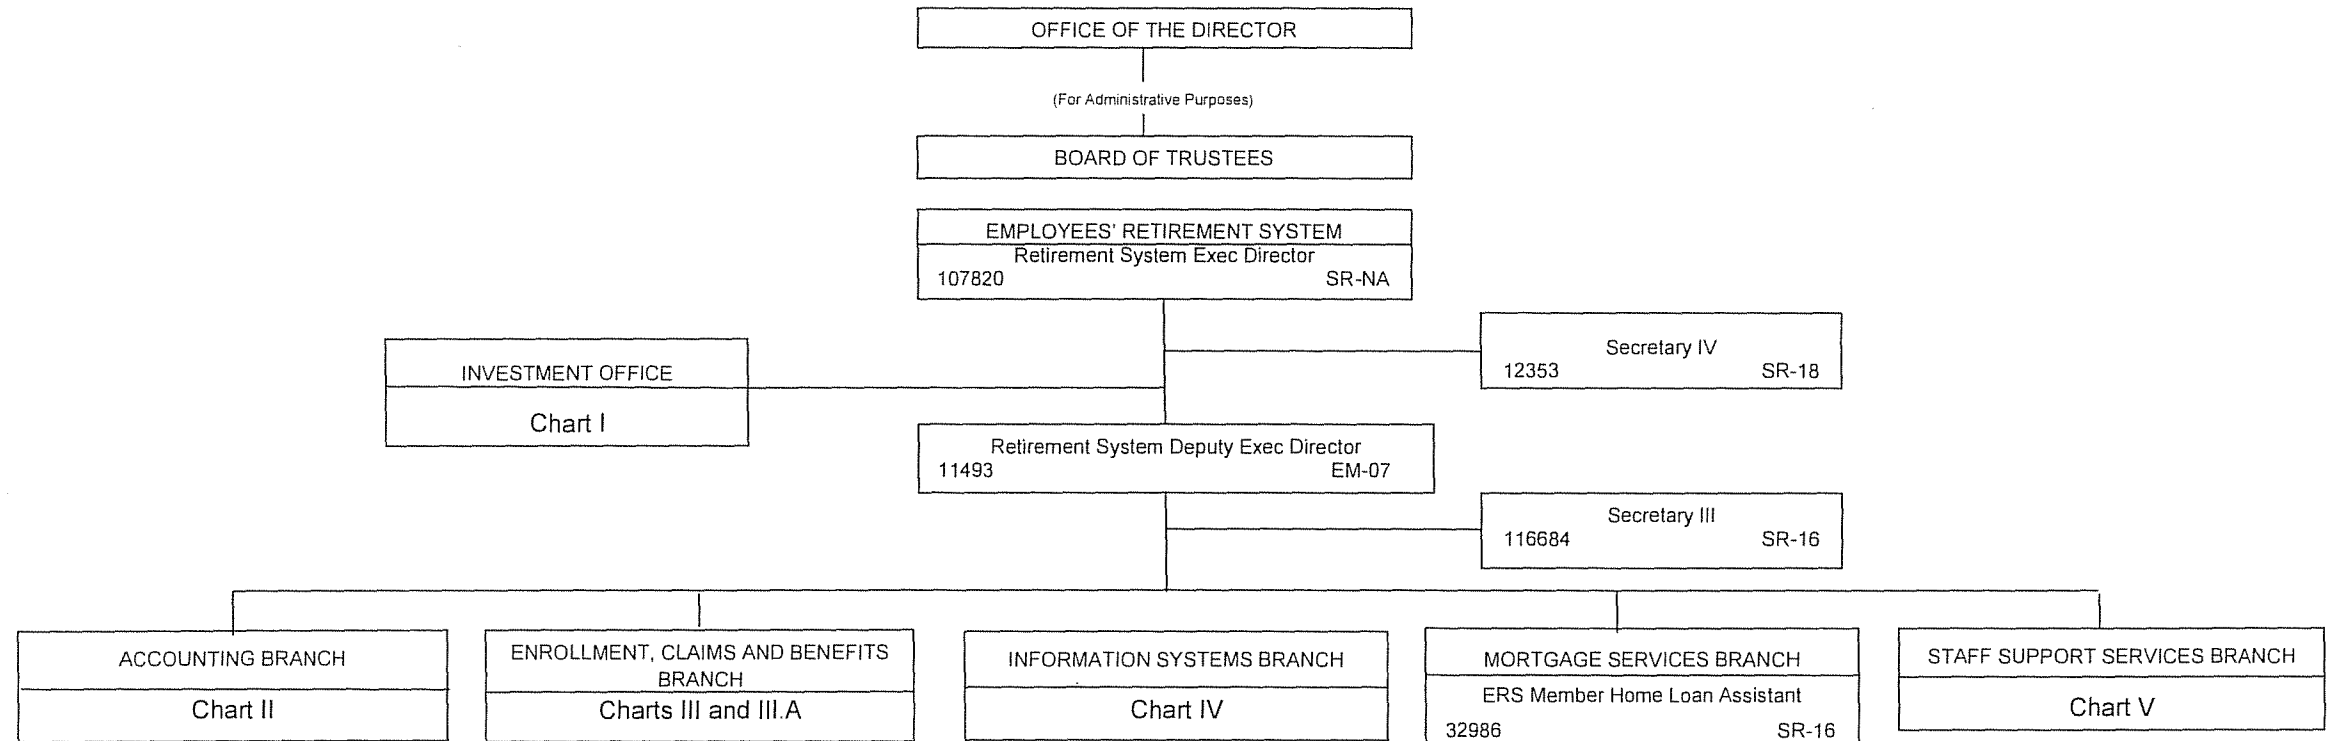 OFFICE OF THE DIRECTOR
(For Administrative Purposes)
BOARD OF TRUSTEES
EMPLOYEES' RETIREMENT SYSTEM
Retirement System Exec Director
107820 SR-NA
Secretary IV
12353 SR-18
INVESTMENT OFFICE
Chart I
Retirement System Deputy Exec Director
11493 EM-07
Secretary III
116684 SR-16
ACCOUNTING BRANCH
Chart II
ENROLLMENT, CLAIMS AND BENEFITS
BRANCH
Charts III and III.A
INFORMATION SYSTEMS BRANCH
Chart IV
MORTGAGE SERVICES BRANCH
ERS Member Home Loan Assistant
32986 SR-16
STAFF SUPPORT SERVICES BRANCH
Chart V